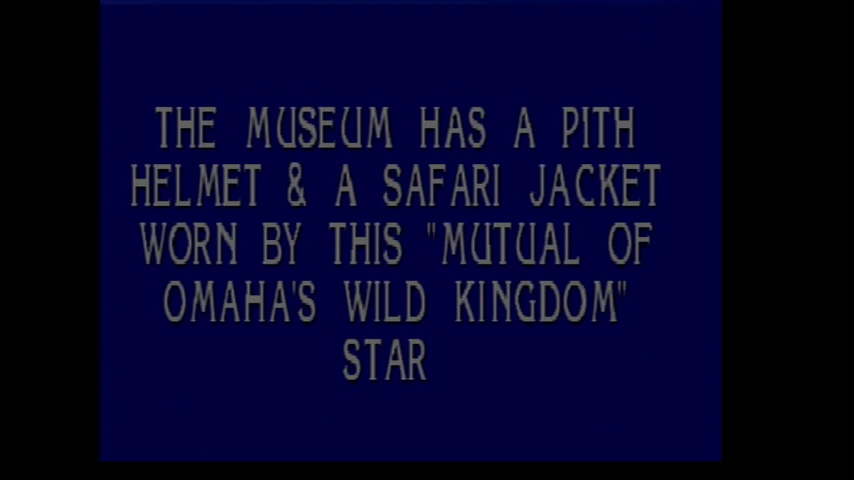 THE MUSEUM HAS A PITH
HELMET & A SAFARI JACKET
WORN BY THIS "MUTUAL OF
OMAHA'S WILD KINGDOM"
STAR